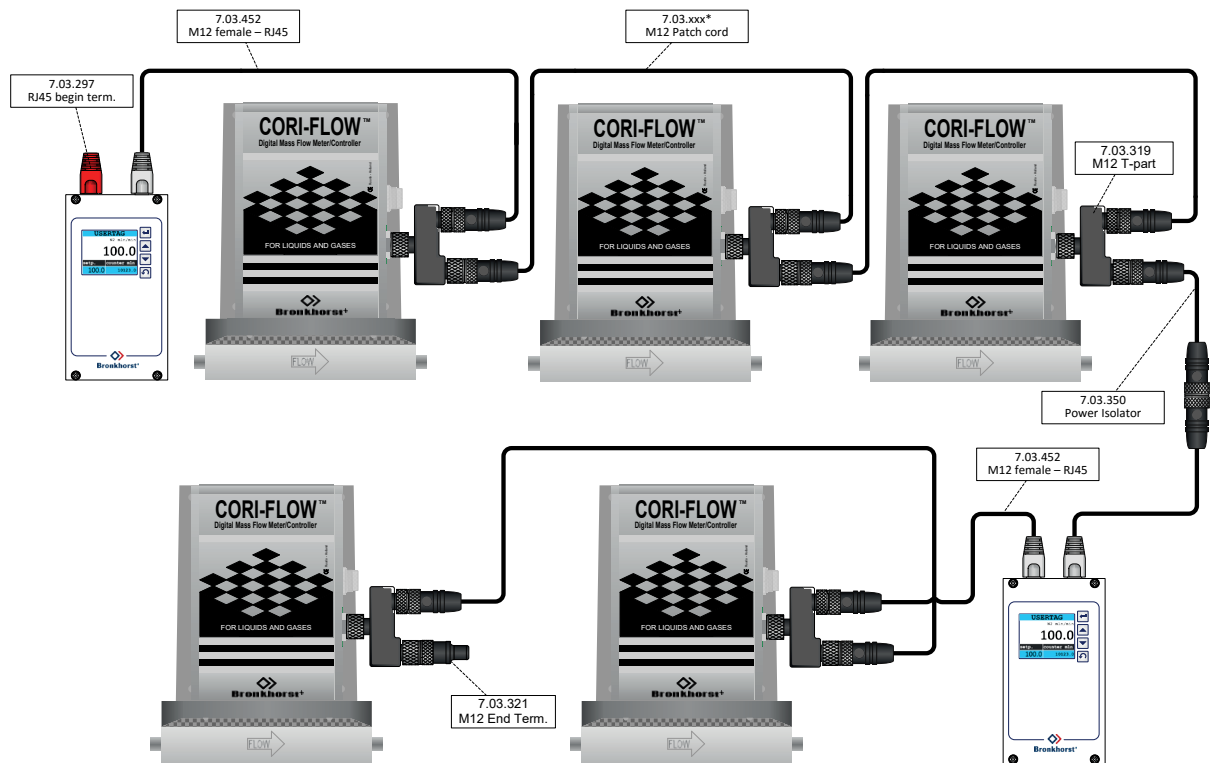 7.03.452
M12 female – RJ45
7.03.xxx*
M12 Patch cord
7.03.297
RJ45 begin term.
CORI-FLOW™
Digital Mass Flow Meter/Controller
FOR LIQUIDS AND GASES
Bronkhorst
FLOW
CORI-FLOW™
Digital Mass Flow Meter/Controller
FOR LIQUIDS AND GASES
Bronkhorst
FLOW
CORI-FLOW™
Digital Mass Flow Meter/Controller
FOR LIQUIDS AND GASES
Bronkhorst
FLOW
7.03.319
M12 T-part
USERTAG
100.0
setp. counter mln
100.0
Bronkhorst
7.03.350
Power Isolator
7.03.452
M12 female – RJ45
CORI-FLOW™
Digital Mass Flow Meter/Controller
FOR LIQUIDS AND GASES
Bronkhorst
FLOW
7.03.321
M12 End Term.
CORI-FLOW™
Digital Mass Flow Meter/Controller
FOR LIQUIDS AND GASES
Bronkhorst
FLOW
USERTAG
100.0
setp. counter mln
100.0
Bronkhorst